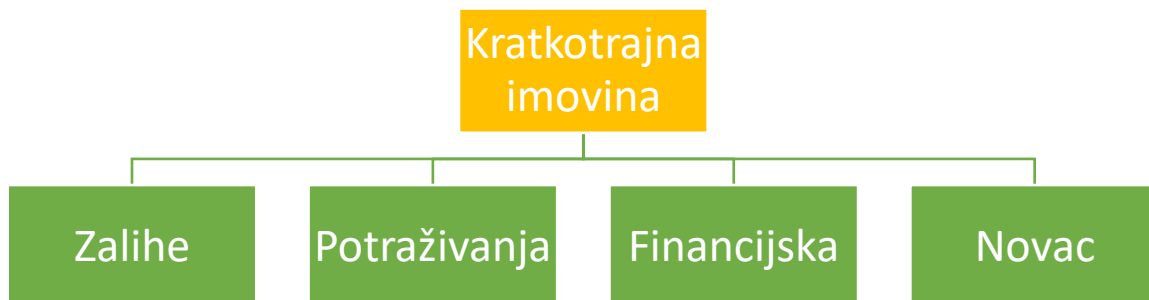 Kratkotrajna
imovina
Zalihe
Potraživanja
Financijska
Novac